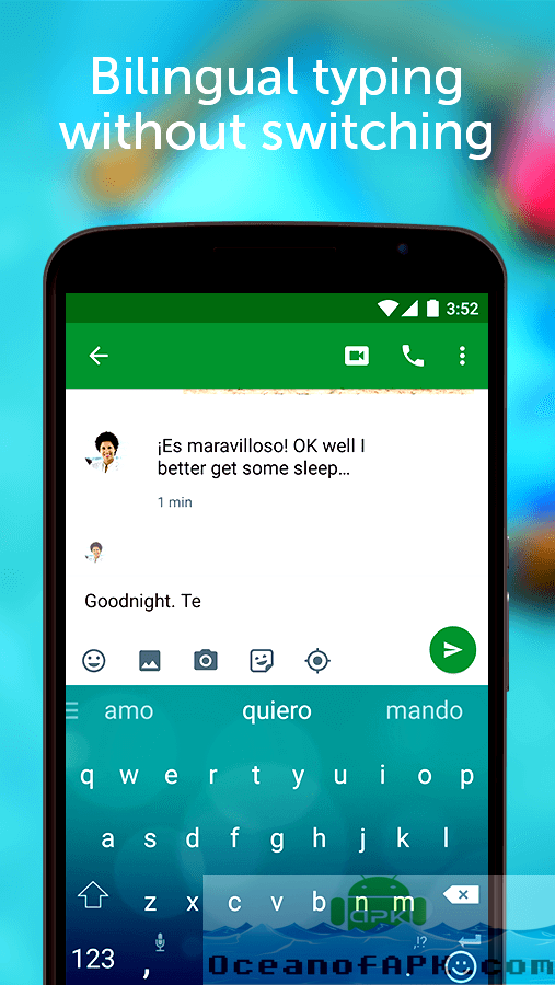 Bilingual typing
without switching
3:52
¡Es maravilloso! OK well I
better get some sleep...
1 min
Goodnight. Te
amo quiero mando
q w e r t y u i o p
a s d f g h j k l
z x c v b n m
APK
123 , . !?
OceanofAPK.com